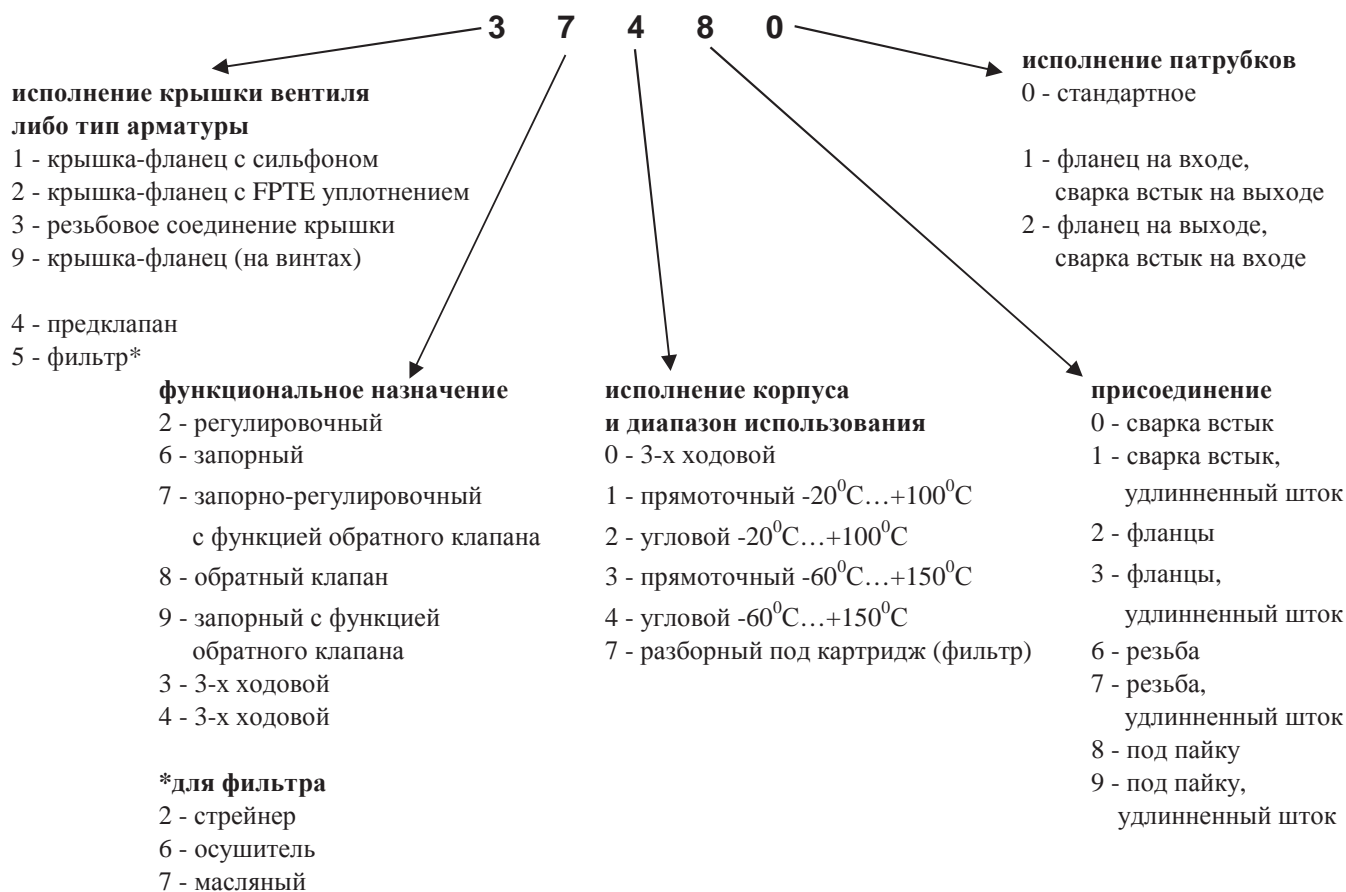 3 7 4 8 0
исполнение крышки вентиля
либо тип арматуры
1 - крышка-фланец с сильфоном
2 - крышка-фланец с FPTE уплотнением
3 - резьбовое соединение крышки
9 - крышка-фланец (на винтах)
4 - предклапан
5 - фильтр*
исполнение патрубков
0 - стандартное
1 - фланец на входе,
сварка встык на выходе
2 - фланец на выходе,
сварка встык на входе
функциональное назначение
2 - регулировочный
6 - запорный
7 - запорно-регулировочный
с функцией обратного клапана
8 - обратный клапан
9 - запорный с функцией
обратного клапана
3 - 3-х ходовой
4 - 3-х ходовой
*для фильтра
2 - стрейнер
6 - осушитель
7 - масляный
исполнение корпуса
и диапазон использования
0 - 3-х ходовой
1 - прямоточный -20⁰C…+100⁰C
2 - угловой -20⁰C…+100⁰C
3 - прямоточный -60⁰C…+150⁰C
4 - угловой -60⁰C…+150⁰C
7 - разборный под картридж (фильтр)
присоединение
0 - сварка встык
1 - сварка встык,
удлинненный шток
2 - фланцы
3 - фланцы,
удлинненный шток
6 - резьба
7 - резьба,
удлинненный шток
8 - под пайку
9 - под пайку,
удлинненный шток